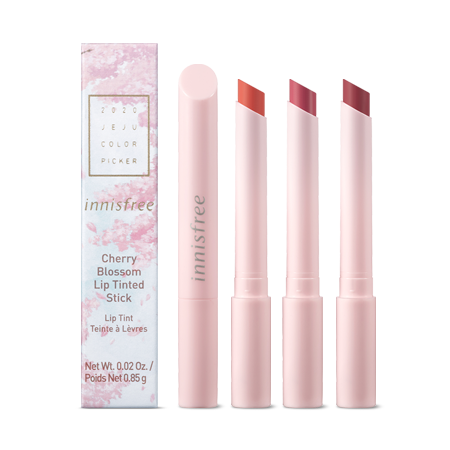 2020
JEJU
COLOR
PICKER
innisfree
Cherry
Blossom
Lip Tinted
Stick
Lip Tint
Teinte à Lèvres
Net Wt. 0.02 Oz. /
Poids Net 0.85 g
innisfree